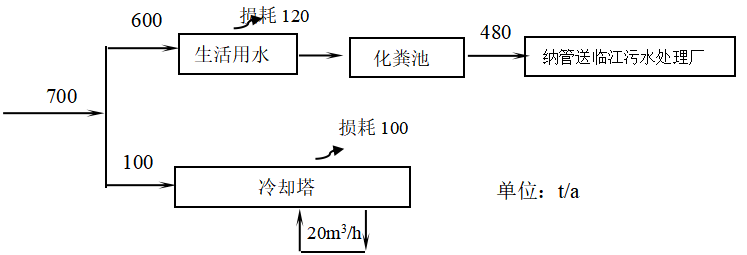 600
损耗 120
生活用水
化粪池
480
纳管送临江污水处理厂
700
损耗 100
100
冷却塔
单位：t/a
20m³/h